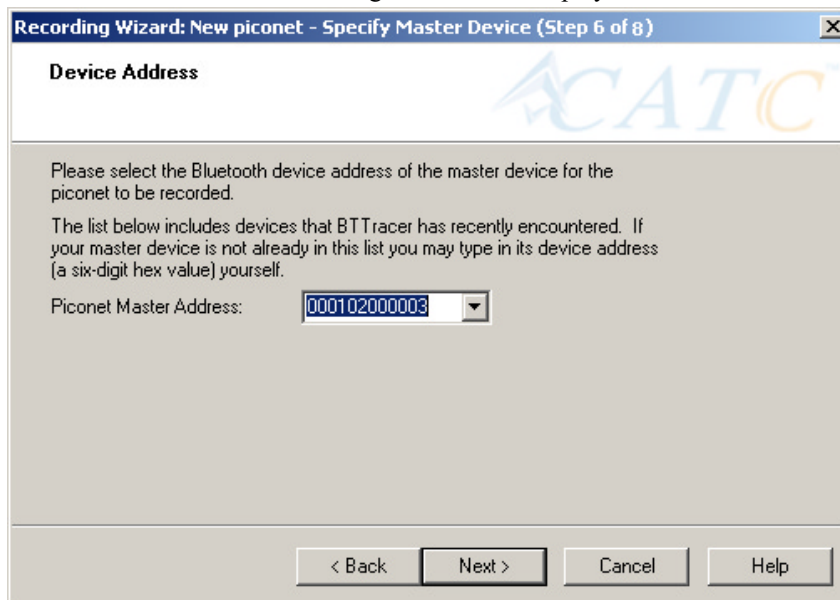 Recording Wizard: New piconet - Specify Master Device (Step 6 of 8)
Device Address
CATC
Please select the Bluetooth device address of the master device for the
piconet to be recorded.
The list below includes devices that BTTracer has recently encountered. If
your master device is not already in this list you may type in its device address
(a six-digit hex value) yourself.
Piconet Master Address: 000102000003
< Back Next > Cancel Help